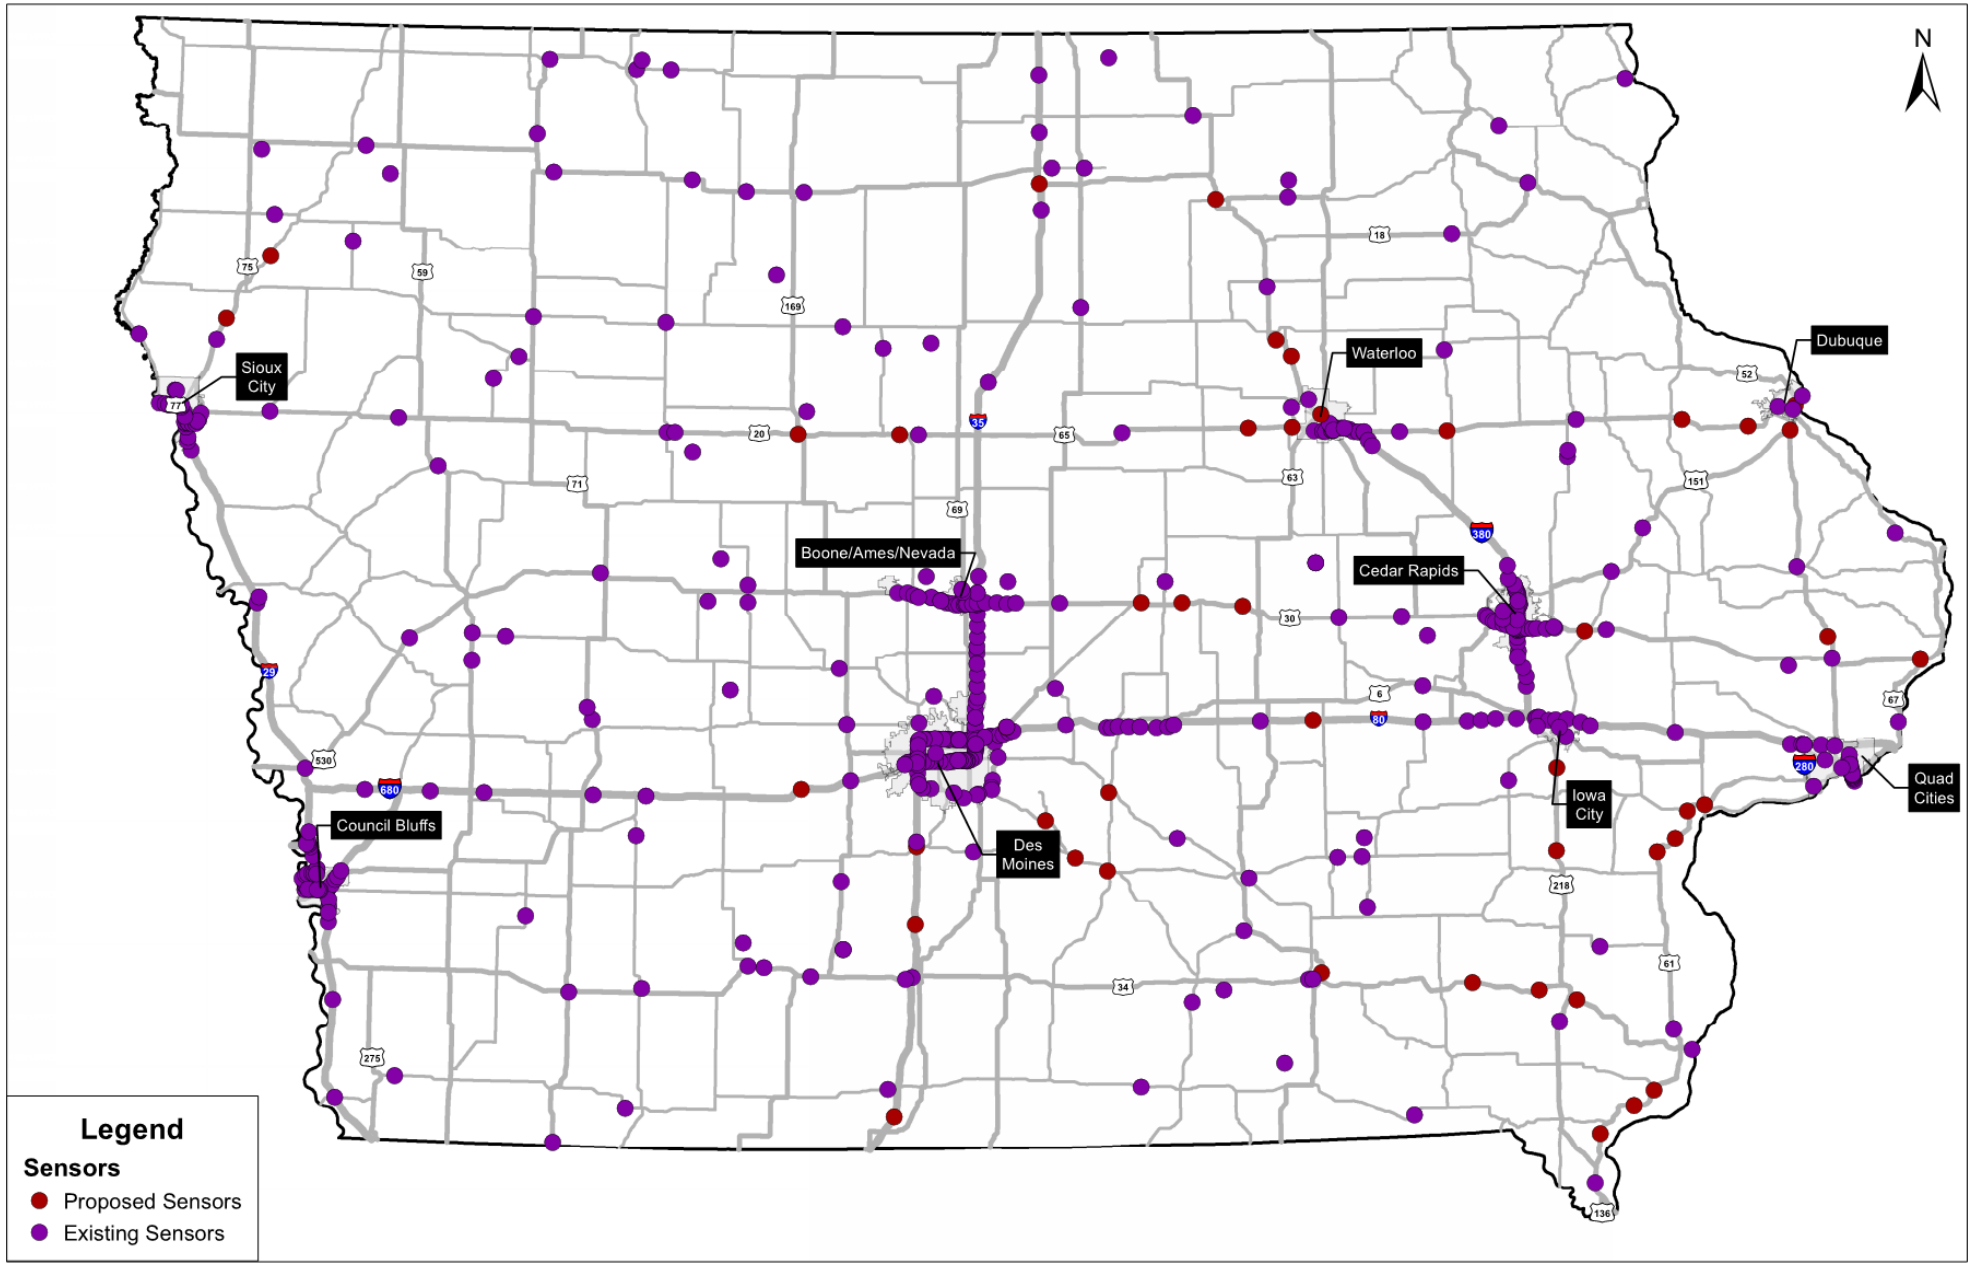 N
18
75
59
169
Dubuque
Waterloo
52
Sioux
City
77
35
20
65
71
63
151
69
380
Boone/Ames/Nevada
Cedar Rapids
30
29
6
67
80
530
280
680
Quad
Cities
Iowa
City
Council Bluffs
Des
Moines
218
61
34
275
136
Legend
Sensors
Proposed Sensors
Existing Sensors